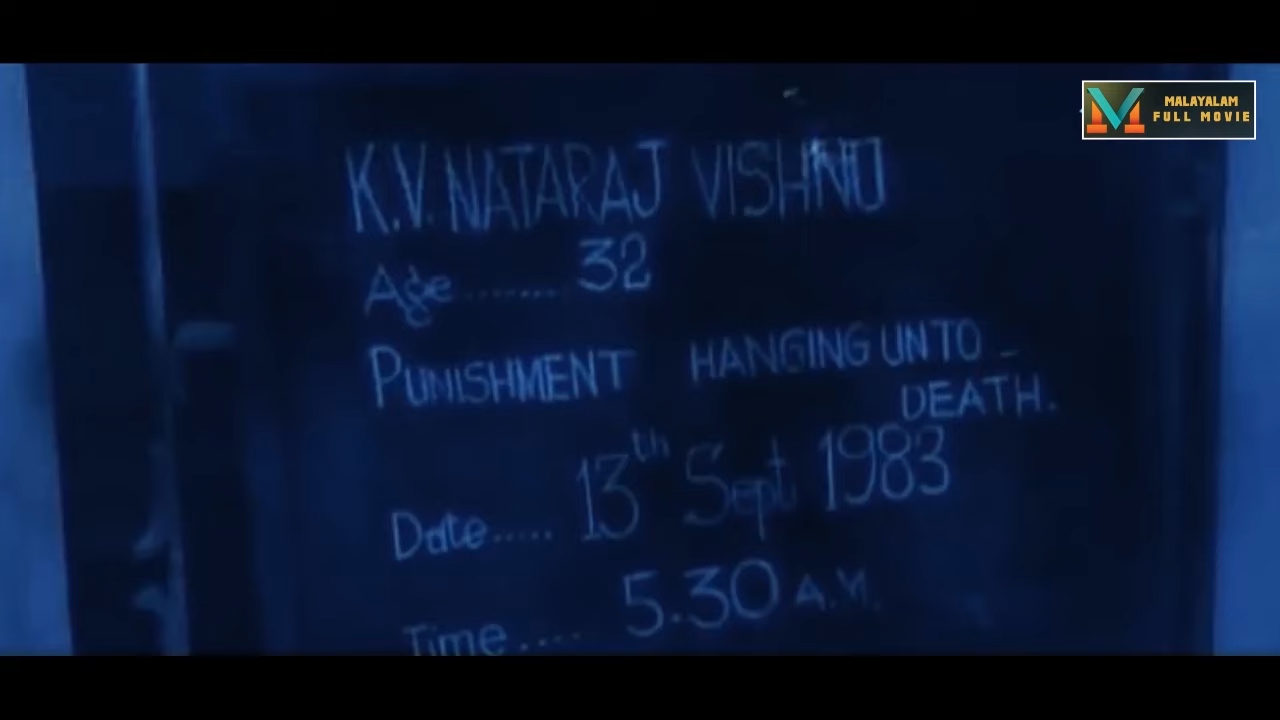 MALAYALAM
FULL MOVIE
K.V. NATARAJ VISHNU
Age......... 32
PUNISHMENT HANGING UNTO -
DEATH.
Date..... 13th Sept 1983
Time.... 5.30 A.M.